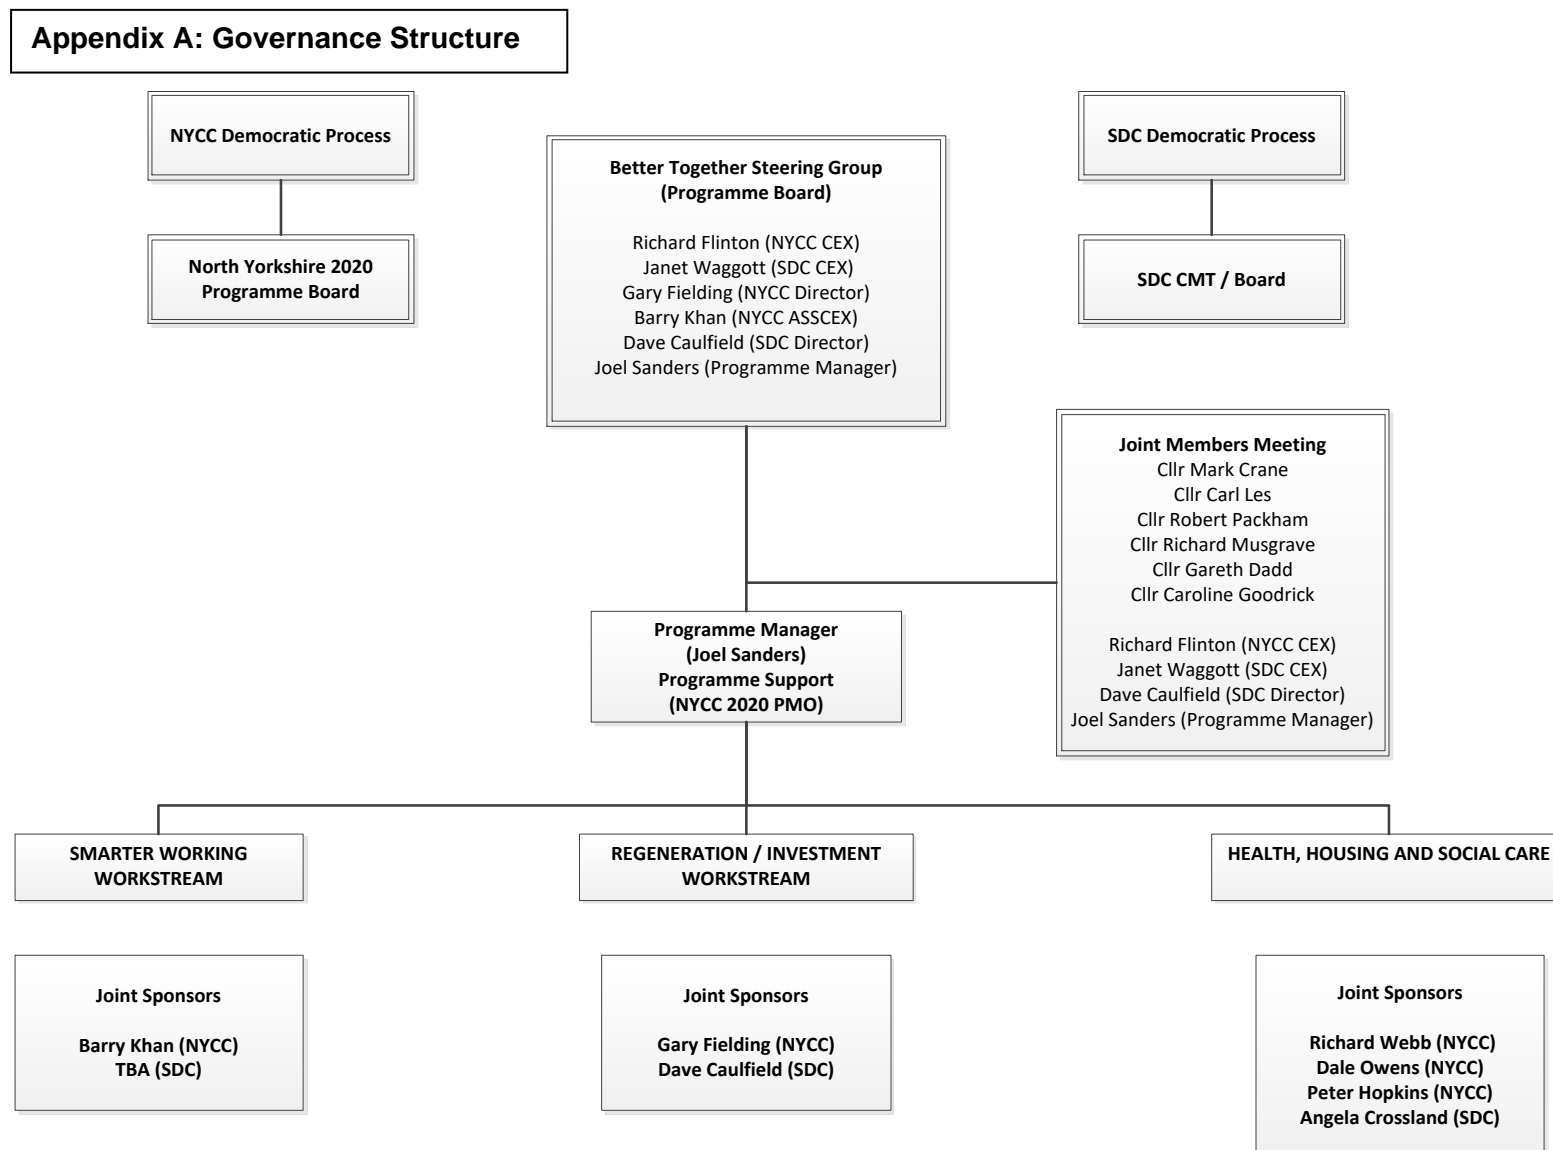 Appendix A: Governance Structure
NYCC Democratic Process
North Yorkshire 2020
Programme Board
Better Together Steering Group
(Programme Board)
Richard Flinton (NYCC CEX)
Janet Waggott (SDC CEX)
Gary Fielding (NYCC Director)
Barry Khan (NYCC ASSCEX)
Dave Caulfield (SDC Director)
Joel Sanders (Programme Manager)
SDC Democratic Process
SDC CMT / Board
Joint Members Meeting
Cllr Mark Crane
Cllr Carl Les
Cllr Robert Packham
Cllr Richard Musgrave
Cllr Gareth Dadd
Cllr Caroline Goodrick
Richard Flinton (NYCC CEX)
Janet Waggott (SDC CEX)
Dave Caulfield (SDC Director)
Joel Sanders (Programme Manager)
Programme Manager
(Joel Sanders)
Programme Support
(NYCC 2020 PMO)
SMARTER WORKING
WORKSTREAM
REGENERATION / INVESTMENT
WORKSTREAM
HEALTH, HOUSING AND SOCIAL CARE
Joint Sponsors
Barry Khan (NYCC)
TBA (SDC)
Joint Sponsors
Gary Fielding (NYCC)
Dave Caulfield (SDC)
Joint Sponsors
Richard Webb (NYCC)
Dale Owens (NYCC)
Peter Hopkins (NYCC)
Angela Crossland (SDC)